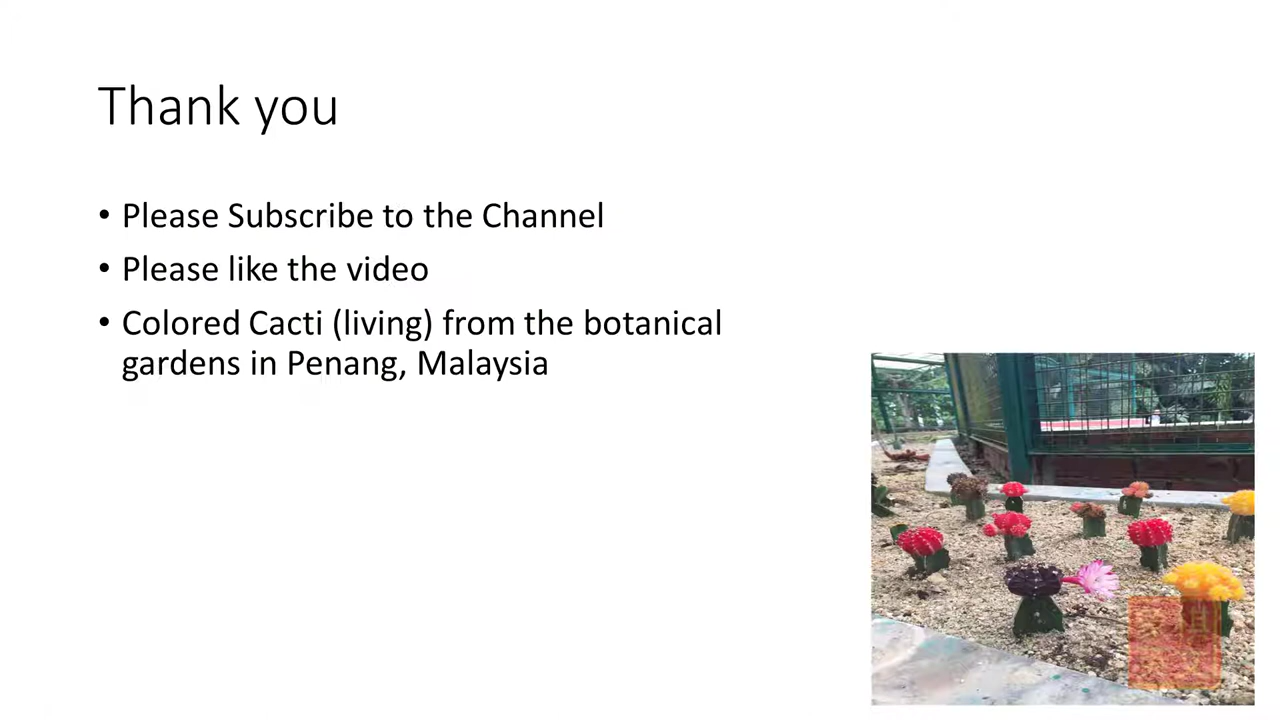 Thank you
• Please Subscribe to the Channel
• Please like the video
• Colored Cacti (living) from the botanical
gardens in Penang, Malaysia